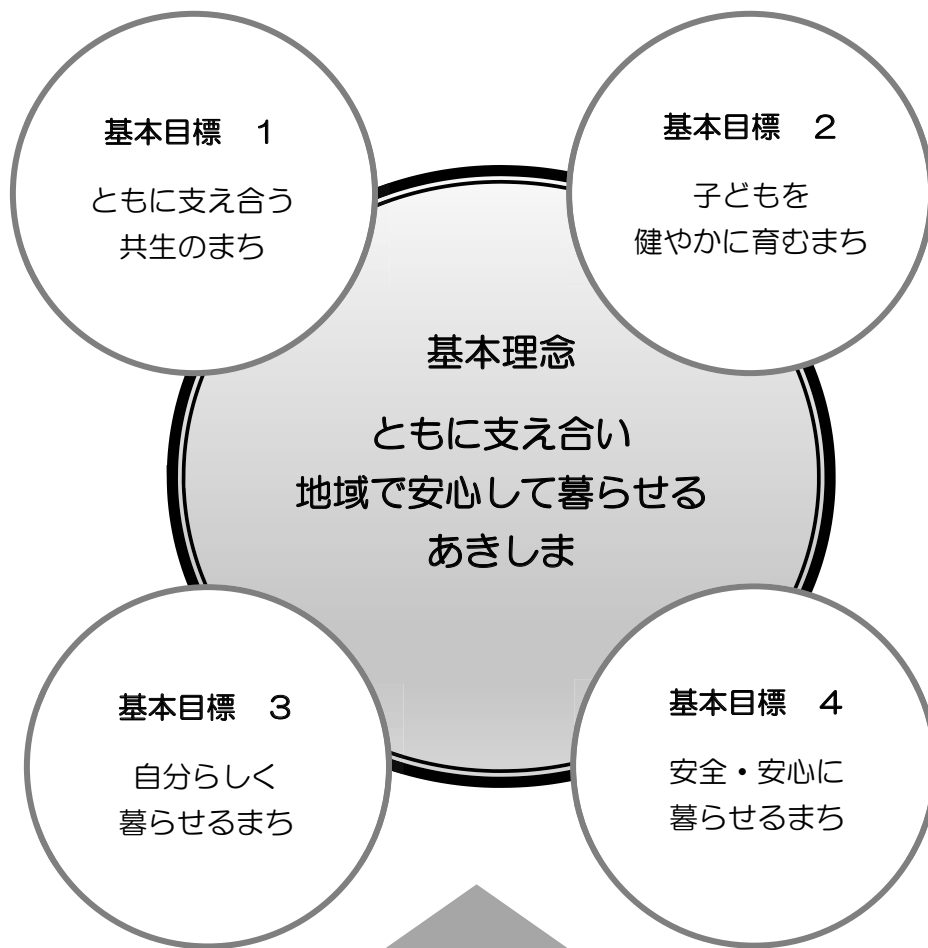 基本目標　1
ともに支え合う
共生のまち
基本目標　2
子どもを
健やかに育むまち
基本理念
ともに支え合い
地域で安心して暮らせる
あきしま
基本目標　3
自分らしく
暮らせるまち
基本目標　4
安全・安心に
暮らせるまち